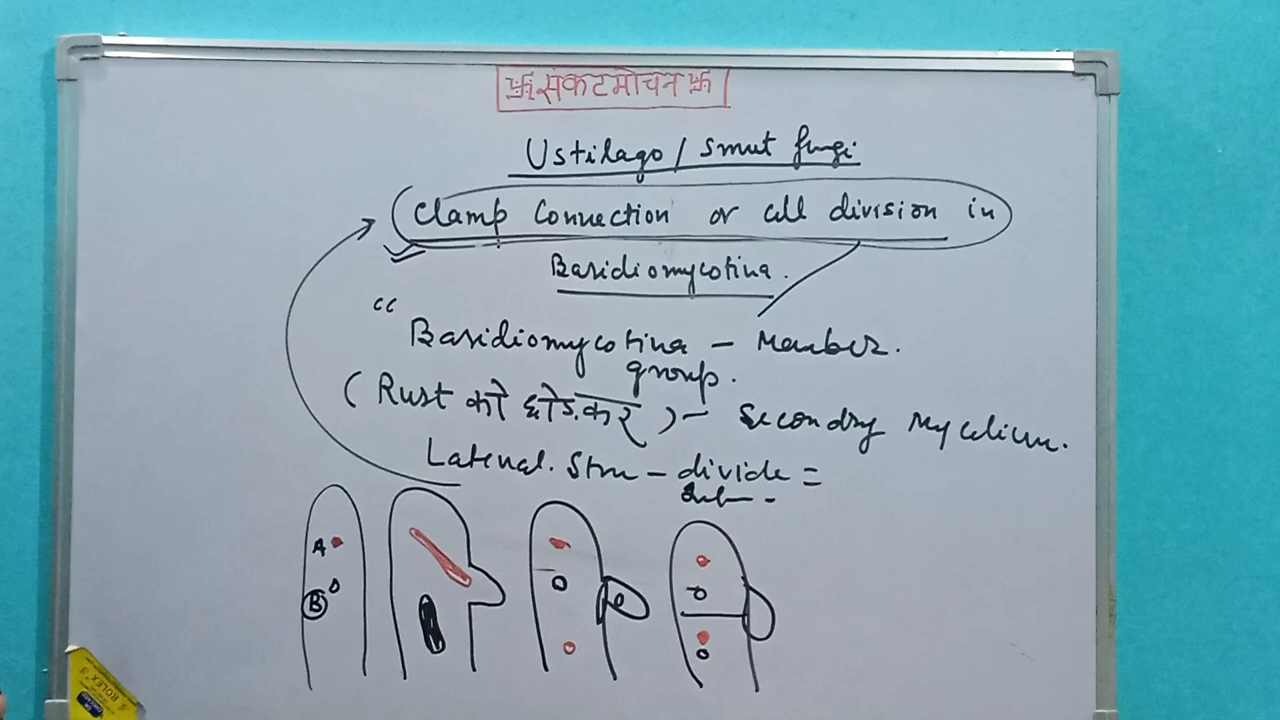 卐 संकटमोचन 卐
Ustilago / Smut fungi
(Clamp Connection or Cell division in
Basidiomycotina.
“ Basidiomycotina - Member.
group.
(Rust को छोड़कर) - Secondry Mycelium.
Lateral. Stru - divide =
A
B
ROLEX